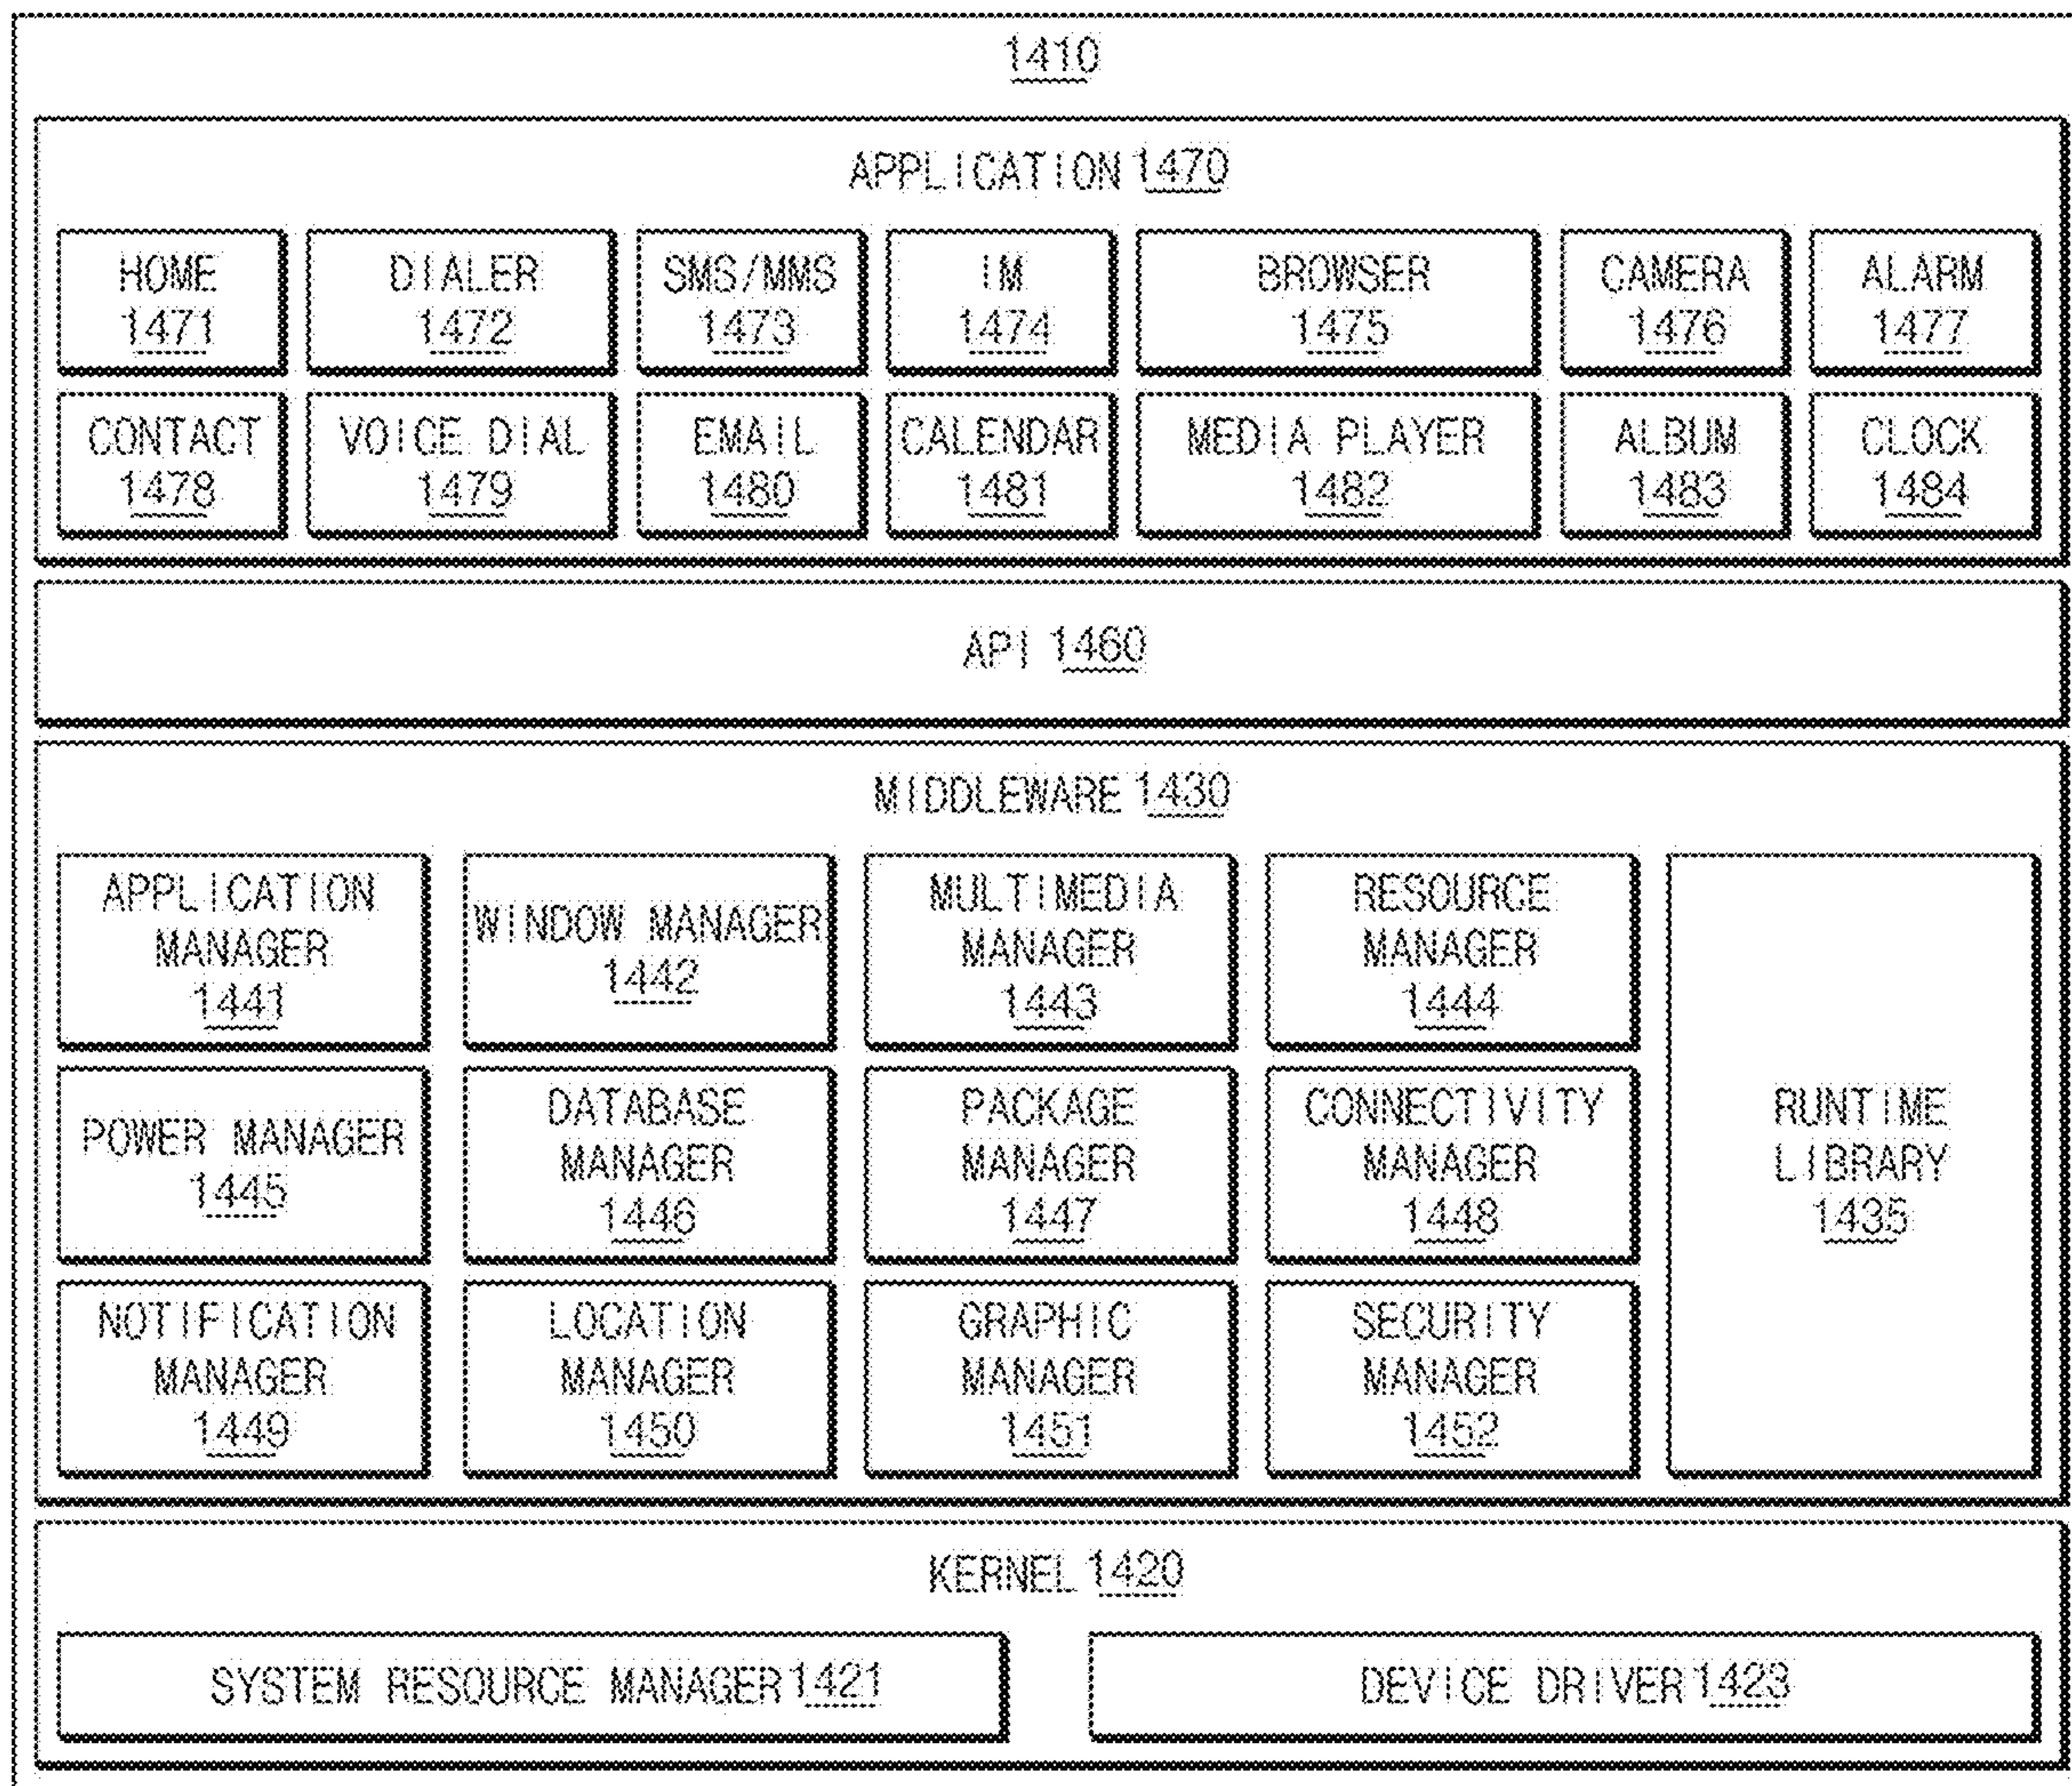 1410
APPLICATION 1470
HOME
1471
DIALER
1472
SMS/MMS
1473
IM
1474
BROWSER
1475
CAMERA
1476
ALARM
1477
CONTACT
1478
VOICE DIAL
1479
EMAIL
1480
CALENDAR
1481
MEDIA PLAYER
1482
ALBUM
1483
CLOCK
1484
API 1460
MIDDLEWARE 1430
APPLICATION
MANAGER
1441
WINDOW MANAGER
1442
MULTIMEDIA
MANAGER
1443
RESOURCE
MANAGER
1444
POWER MANAGER
1445
DATABASE
MANAGER
1446
PACKAGE
MANAGER
1447
CONNECTIVITY
MANAGER
1448
RUNTIME
LIBRARY
1435
NOTIFICATION
MANAGER
1449
LOCATION
MANAGER
1450
GRAPHIC
MANAGER
1451
SECURITY
MANAGER
1452
KERNEL 1420
SYSTEM RESOURCE MANAGER 1421
DEVICE DRIVER 1423